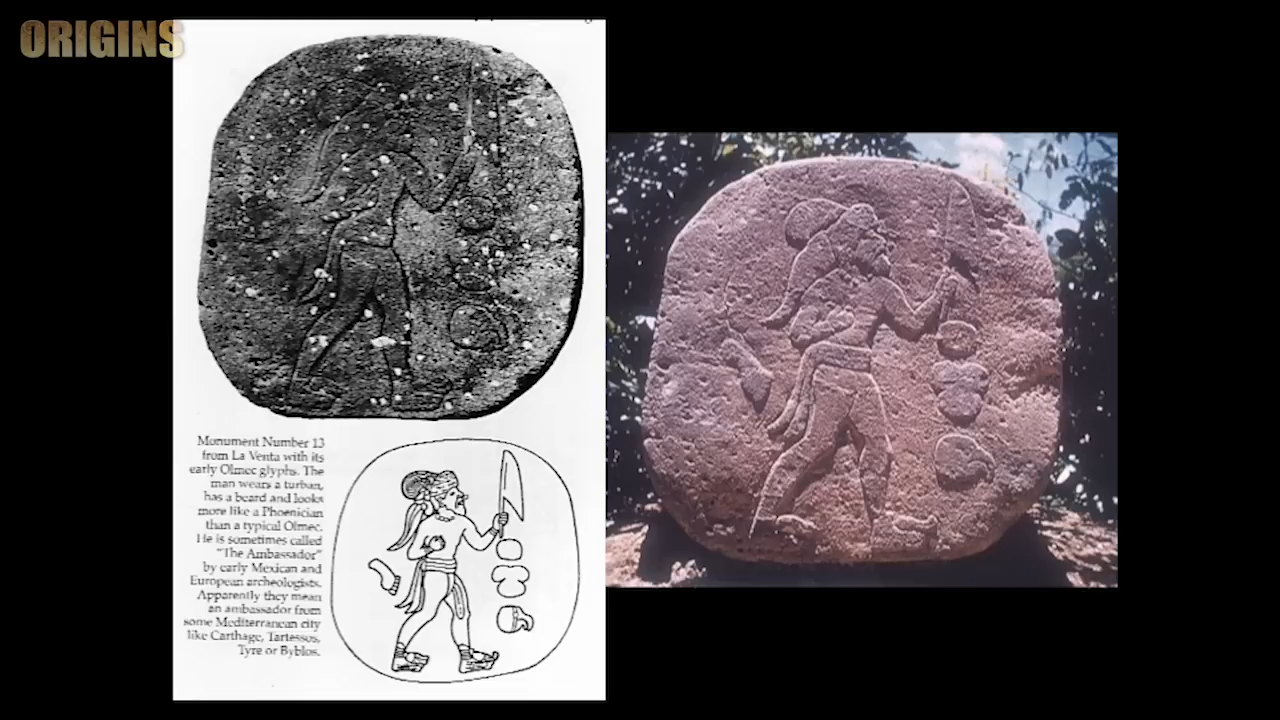 ORIGINS
Monument Number 13
from La Venta with its
early Olmec glyphs. The
man wears a turban,
has a beard and looks
more like a Phoenician
than a typical Olmec.
He is sometimes called
"The Ambassador"
by early Mexican and
European archeologists.
Apparently they mean
an ambassador from
some Mediterranean city
like Carthage, Tartessos,
Tyre or Byblos.